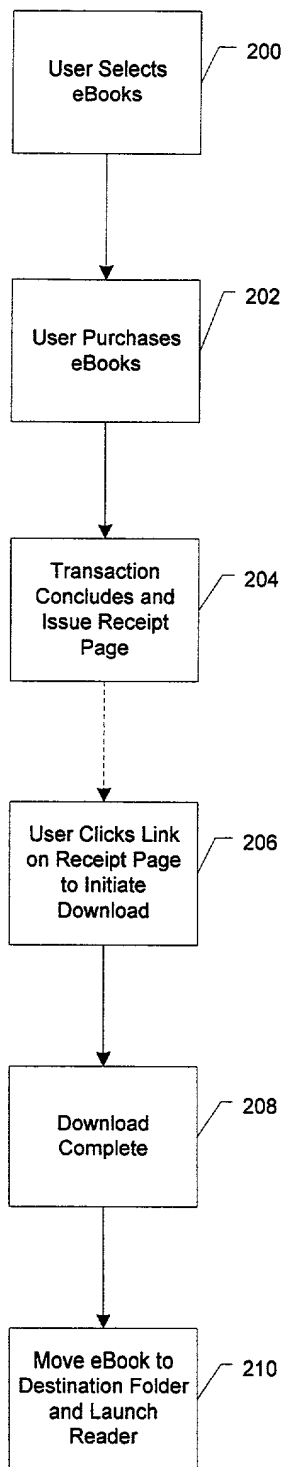 User Selects
eBooks
200
User Purchases
eBooks
202
Transaction
Concludes and
Issue Receipt
Page
204
User Clicks Link
on Receipt Page
to Initiate
Download
206
Download
Complete
208
Move eBook to
Destination Folder
and Launch
Reader
210